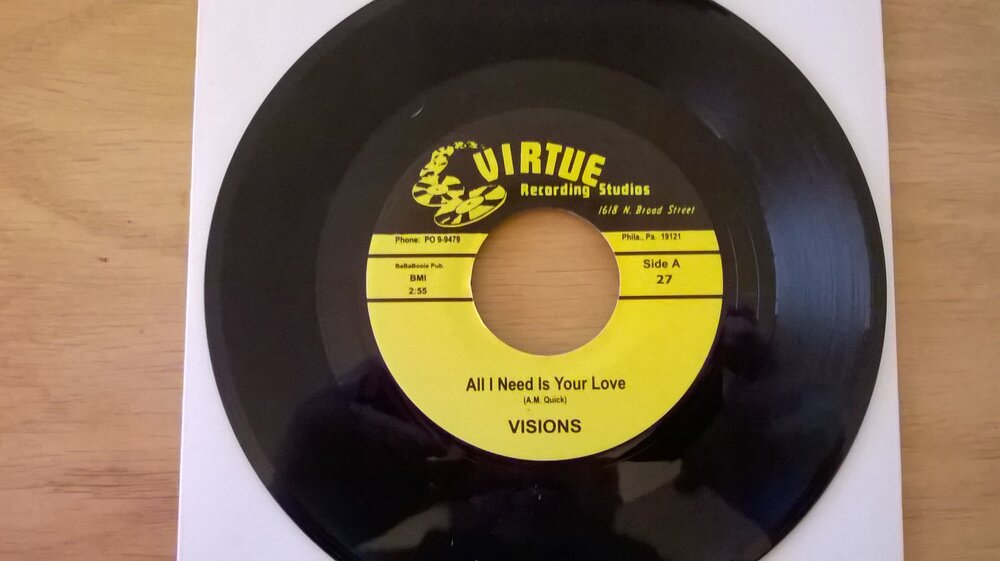 VIRTUE
Recording Studios
1618 N. Broad Street
Phone: PO 9-9479
Phila., Pa. 19121
BaBaBooie Pub.
BMI
2:55
Side A
27
All I Need Is Your Love
(A.M. Quick)
VISIONS